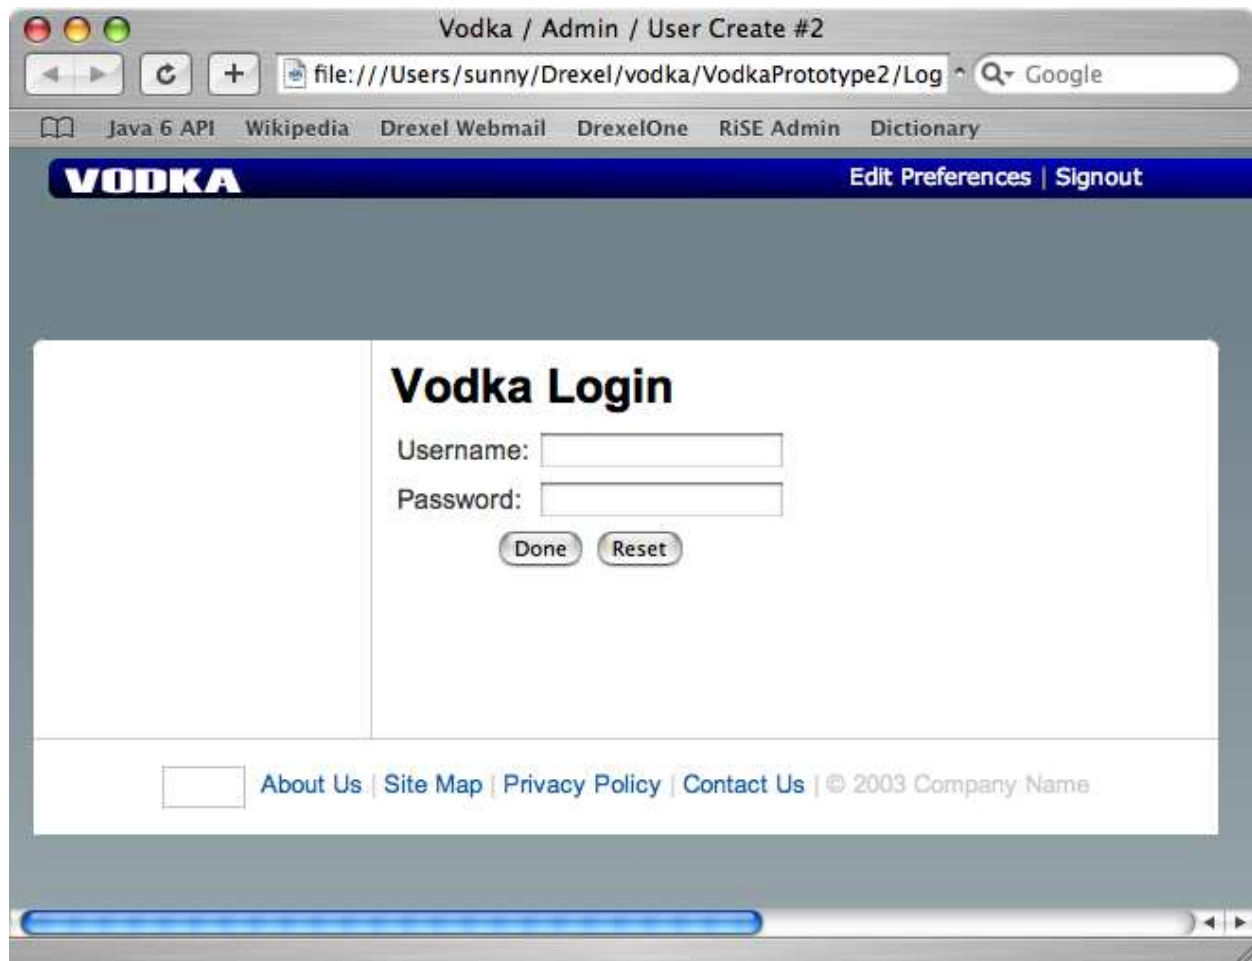 Vodka / Admin / User Create #2
file:///Users/sunny/Drexel/vodka/VodkaPrototype2/Log Google
Java 6 API Wikipedia Drexel Webmail DrexelOne RiSE Admin Dictionary
VODKA Edit Preferences | Signout
Vodka Login
Username:
Password:
Done Reset
About Us | Site Map | Privacy Policy | Contact Us | © 2003 Company Name